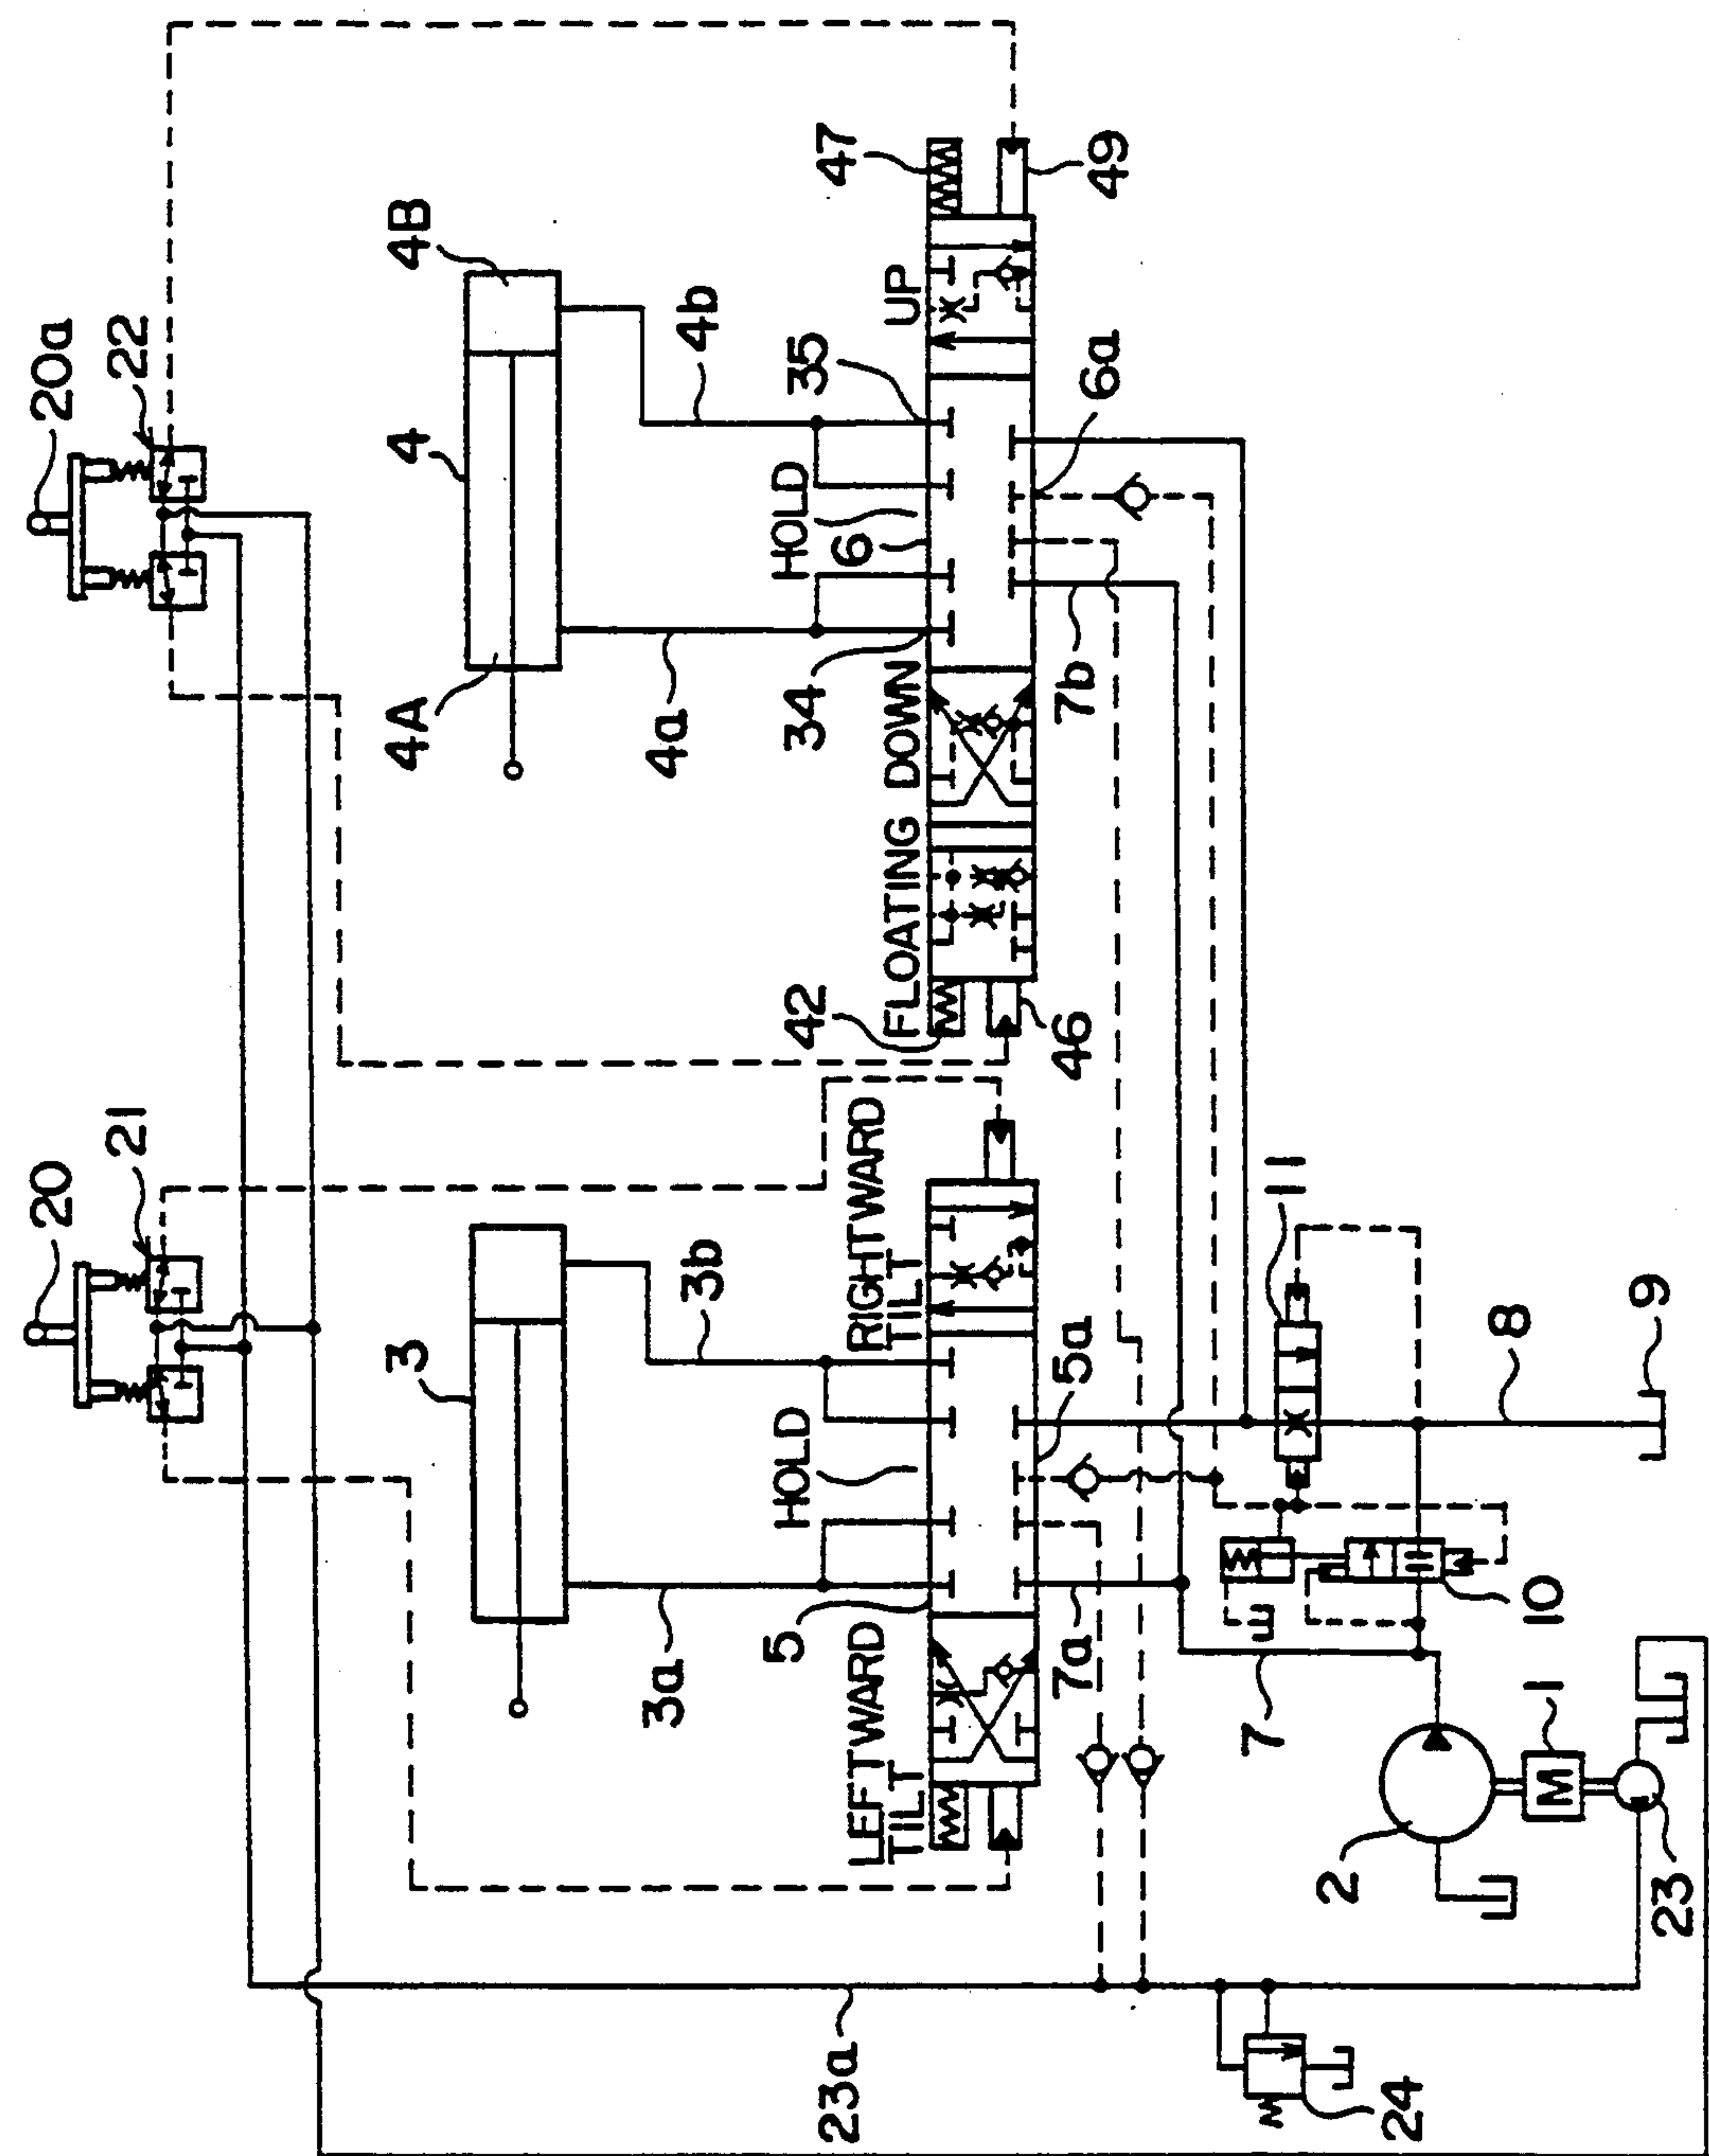 20a
22
20
21
4B
4
4A
4b
4a
35
34
47
49
UP
HOLD
6
6a
7b
DOWN
FLOATING
42
46
3
3b
3a
RIGHTWARD
TILT
HOLD
5
5a
7a
LEFTWARD
TILT
11
8
9
10
7
1
M
2
23
23a
24